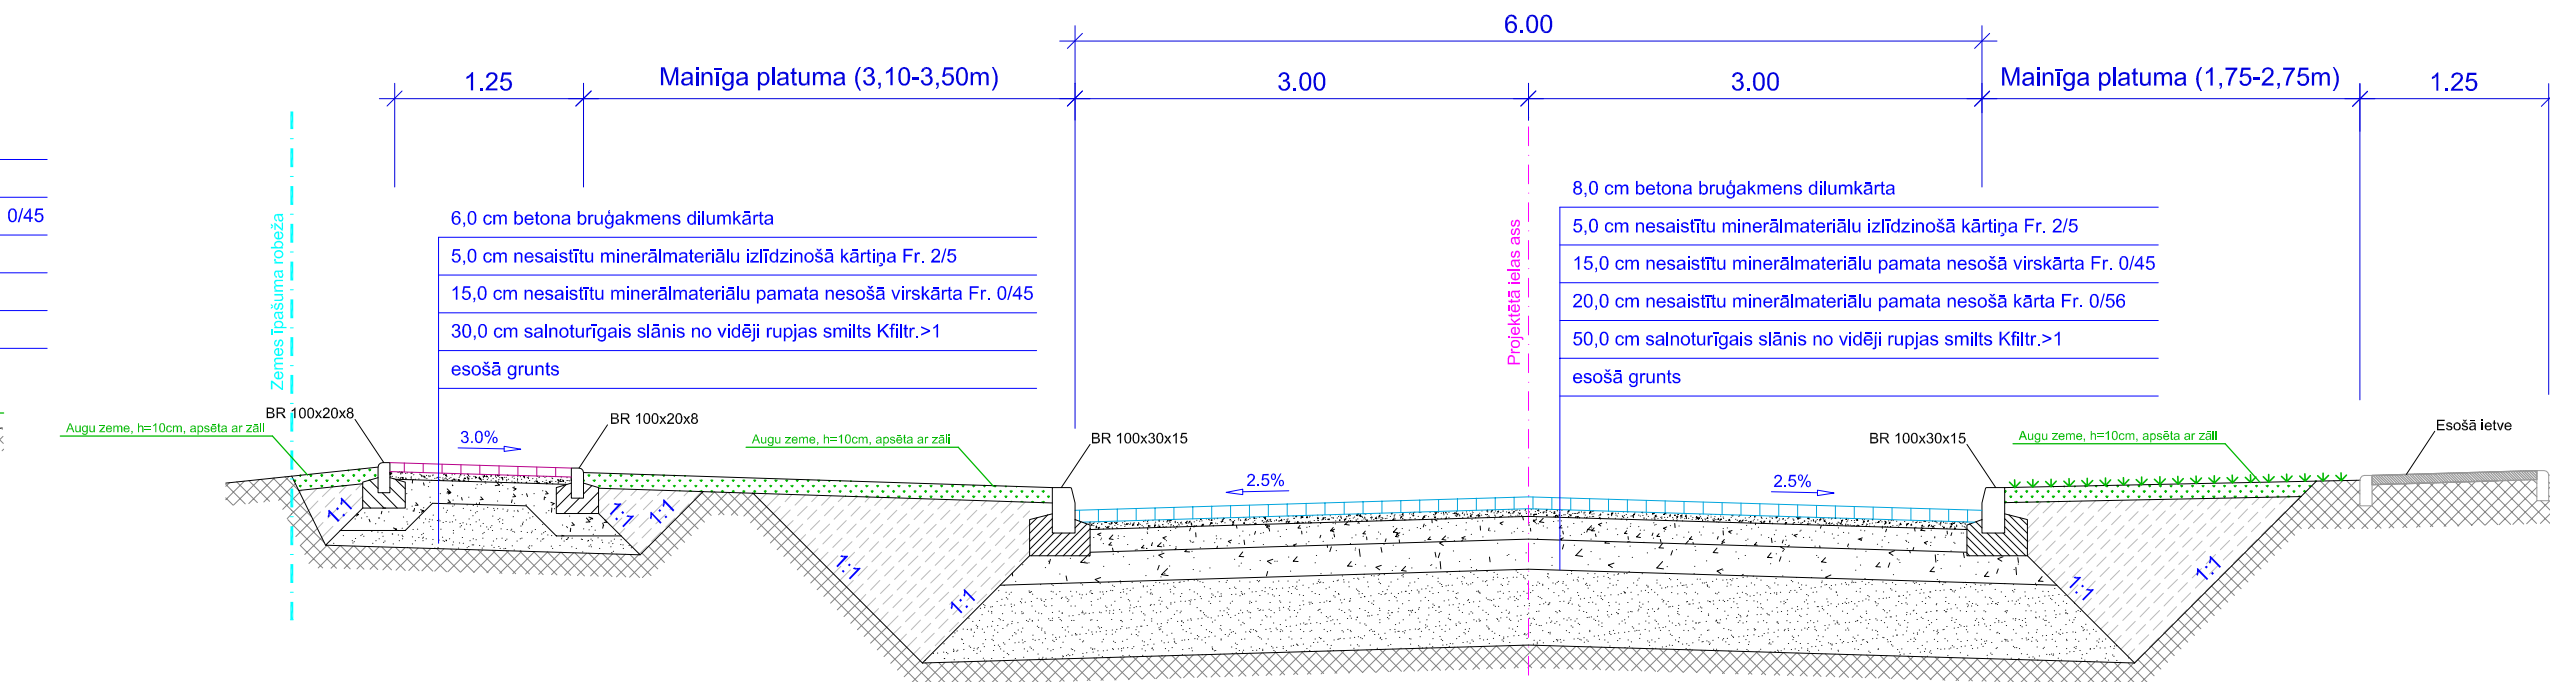 6.00
1.25
Mainīga platuma (3,10-3,50m)
3.00
3.00
Mainīga platuma (1,75-2,75m)
1.25
0/45
Zemes īpašuma robeža
6,0 cm betona bruģakmens dilumkārta
5,0 cm nesaistītu minerālmateriālu izlīdzinošā kārtiņa Fr. 2/5
15,0 cm nesaistītu minerālmateriālu pamata nesošā virskārta Fr. 0/45
30,0 cm salnoturīgais slānis no vidēji rupjas smilts Kfiltr.>1
esošā grunts
Projektētā ielas ass
8,0 cm betona bruģakmens dilumkārta
5,0 cm nesaistītu minerālmateriālu izlīdzinošā kārtiņa Fr. 2/5
15,0 cm nesaistītu minerālmateriālu pamata nesošā virskārta Fr. 0/45
20,0 cm nesaistītu minerālmateriālu pamata nesošā kārta Fr. 0/56
50,0 cm salnoturīgais slānis no vidēji rupjas smilts Kfiltr.>1
esošā grunts
Augu zeme, h=10cm, apsēta ar zāli
BR 100x20x8
3.0%
BR 100x20x8
Augu zeme, h=10cm, apsēta ar zāli
BR 100x30x15
2.5%
2.5%
BR 100x30x15
Augu zeme, h=10cm, apsēta ar zāli
Esošā ietve
1:1
1:1
1:1
1:1
1:1
1:1
1:1